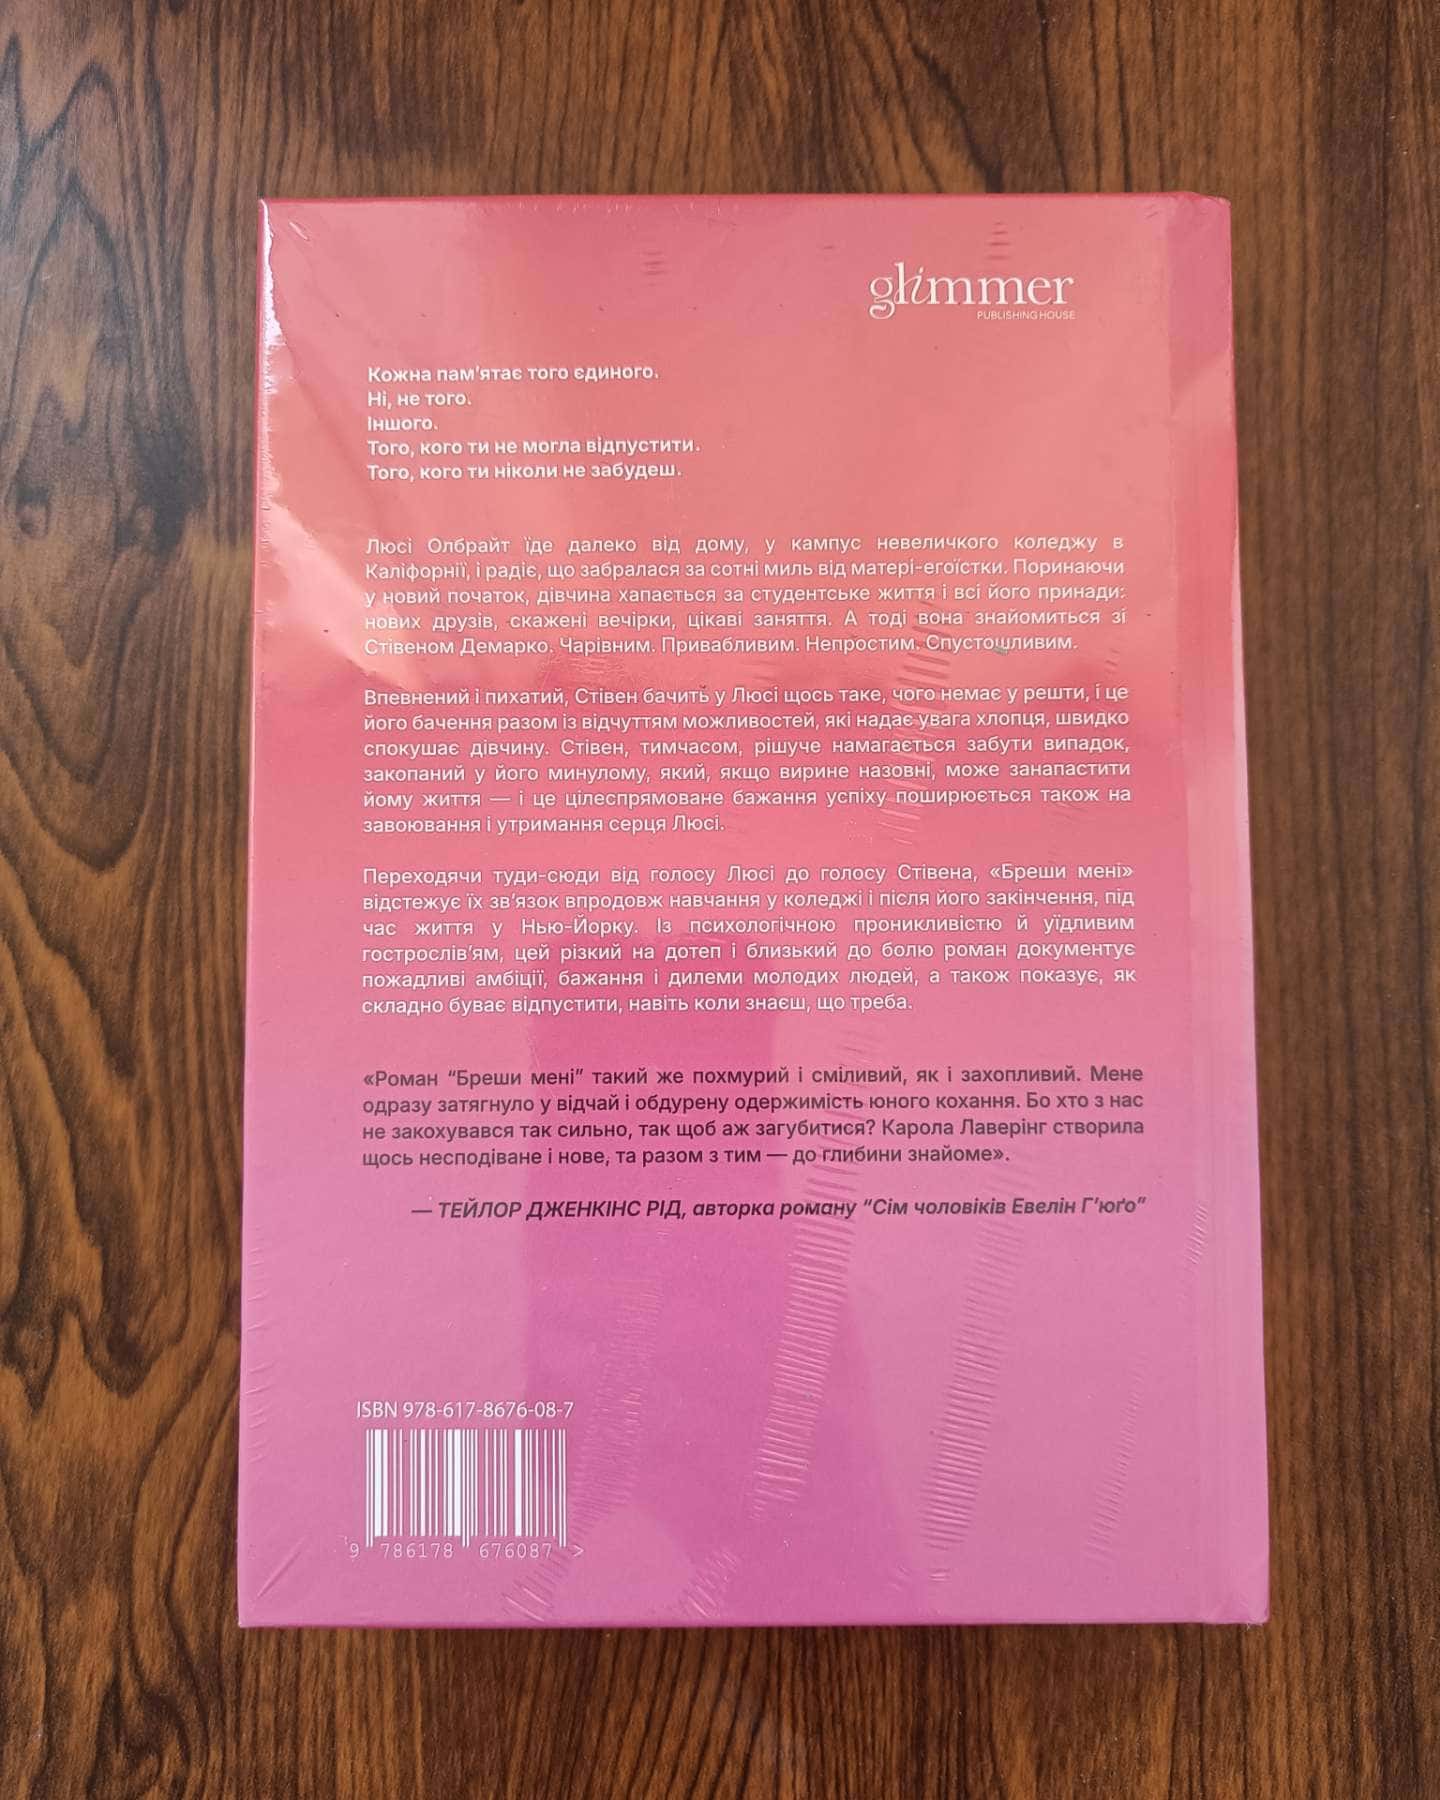 glimmer
PUBLISHING HOUSE
Кожна пам'ятає того єдиного.
Ні, не того.
Іншого.
Того, кого ти не могла відпустити.
Того, кого ти ніколи не забудеш.
Люсі Олбрайт їде далеко від дому, у кампус невеличкого коледжу в
Каліфорнії, і радіє, що забралася за сотні миль від матері-егоїстки. Поринаючи
у новий початок, дівчина хапається за студентське життя і всі його принади:
нових друзів, скажені вечірки, цікаві заняття. А тоді вона знайомиться зі
Стівеном Демарко. Чарівним. Привабливим. Непростим. Спустошливим.
Впевнений і пихатий, Стівен бачить у Люсі щось таке, чого немає у решти, і це
його бачення разом із відчуттям можливостей, які надає увага хлопця, швидко
спокушає дівчину. Стівен, тимчасом, рішуче намагається забути випадок,
закопаний у його минулому, який, якщо вирине назовні, може занапастити
йому життя — і це цілеспрямоване бажання успіху поширюється також на
завоювання і утримання серця Люсі.
Переходячи туди-сюди від голосу Люсі до голосу Стівена, «Бреши мені»
відстежує їх зв'язок впродовж навчання у коледжі і після його закінчення, під
час життя у Нью-Йорку. Із психологічною проникливістю й уїдливим
гострослів'ям, цей різкий на дотеп і близький до болю роман документує
пожадливі амбіції, бажання і дилеми молодих людей, а також показує, як
складно буває відпустити, навіть коли знаєш, що треба.
«Роман “Бреши мені” такий же похмурий і сміливий, як і захопливий. Мене
одразу затягнуло у відчай і обдурену одержимість юного кохання. Бо хто з нас
не закохувався так сильно, так щоб аж загубитися? Карола Лаверінг створила
щось несподіване і нове, та разом з тим — до глибини знайоме».
— ТЕЙЛОР ДЖЕНКІНС РІД, авторка роману “Сім чоловіків Евелін Г'юґо”
ISBN 978-617-8676-08-7
9 786178 676087 >